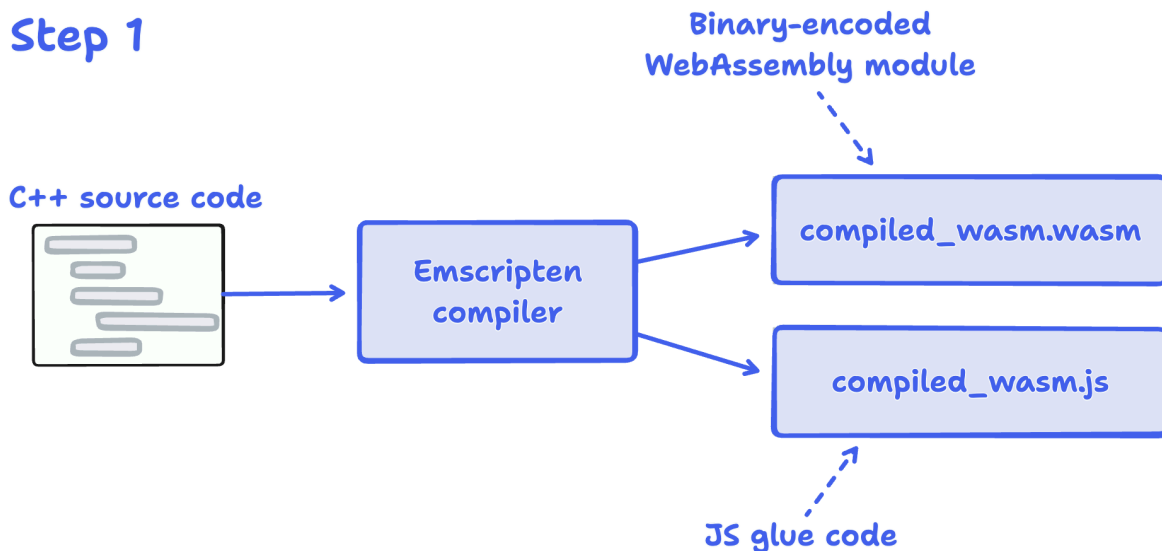 Step 1
Binary-encoded
WebAssembly module
C++ source code
Emscripten
compiler
compiled_wasm.wasm
compiled_wasm.js
JS glue code